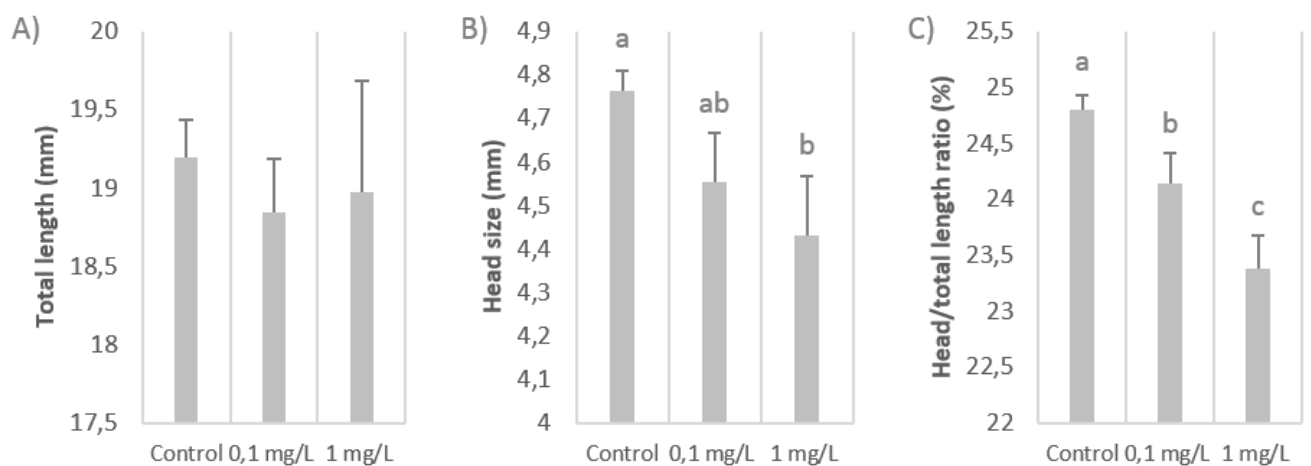 A)
Total length (mm)
20
19,5
19
18,5
18
17,5
Control 0,1 mg/L 1 mg/L
B)
Head size (mm)
4,9
4,8
4,7
4,6
4,5
4,4
4,3
4,2
4,1
4
a
ab
b
Control 0,1 mg/L 1 mg/L
C)
Head/total length ratio (%)
25,5
25
24,5
24
23,5
23
22,5
22
a
b
c
Control 0,1 mg/L 1 mg/L